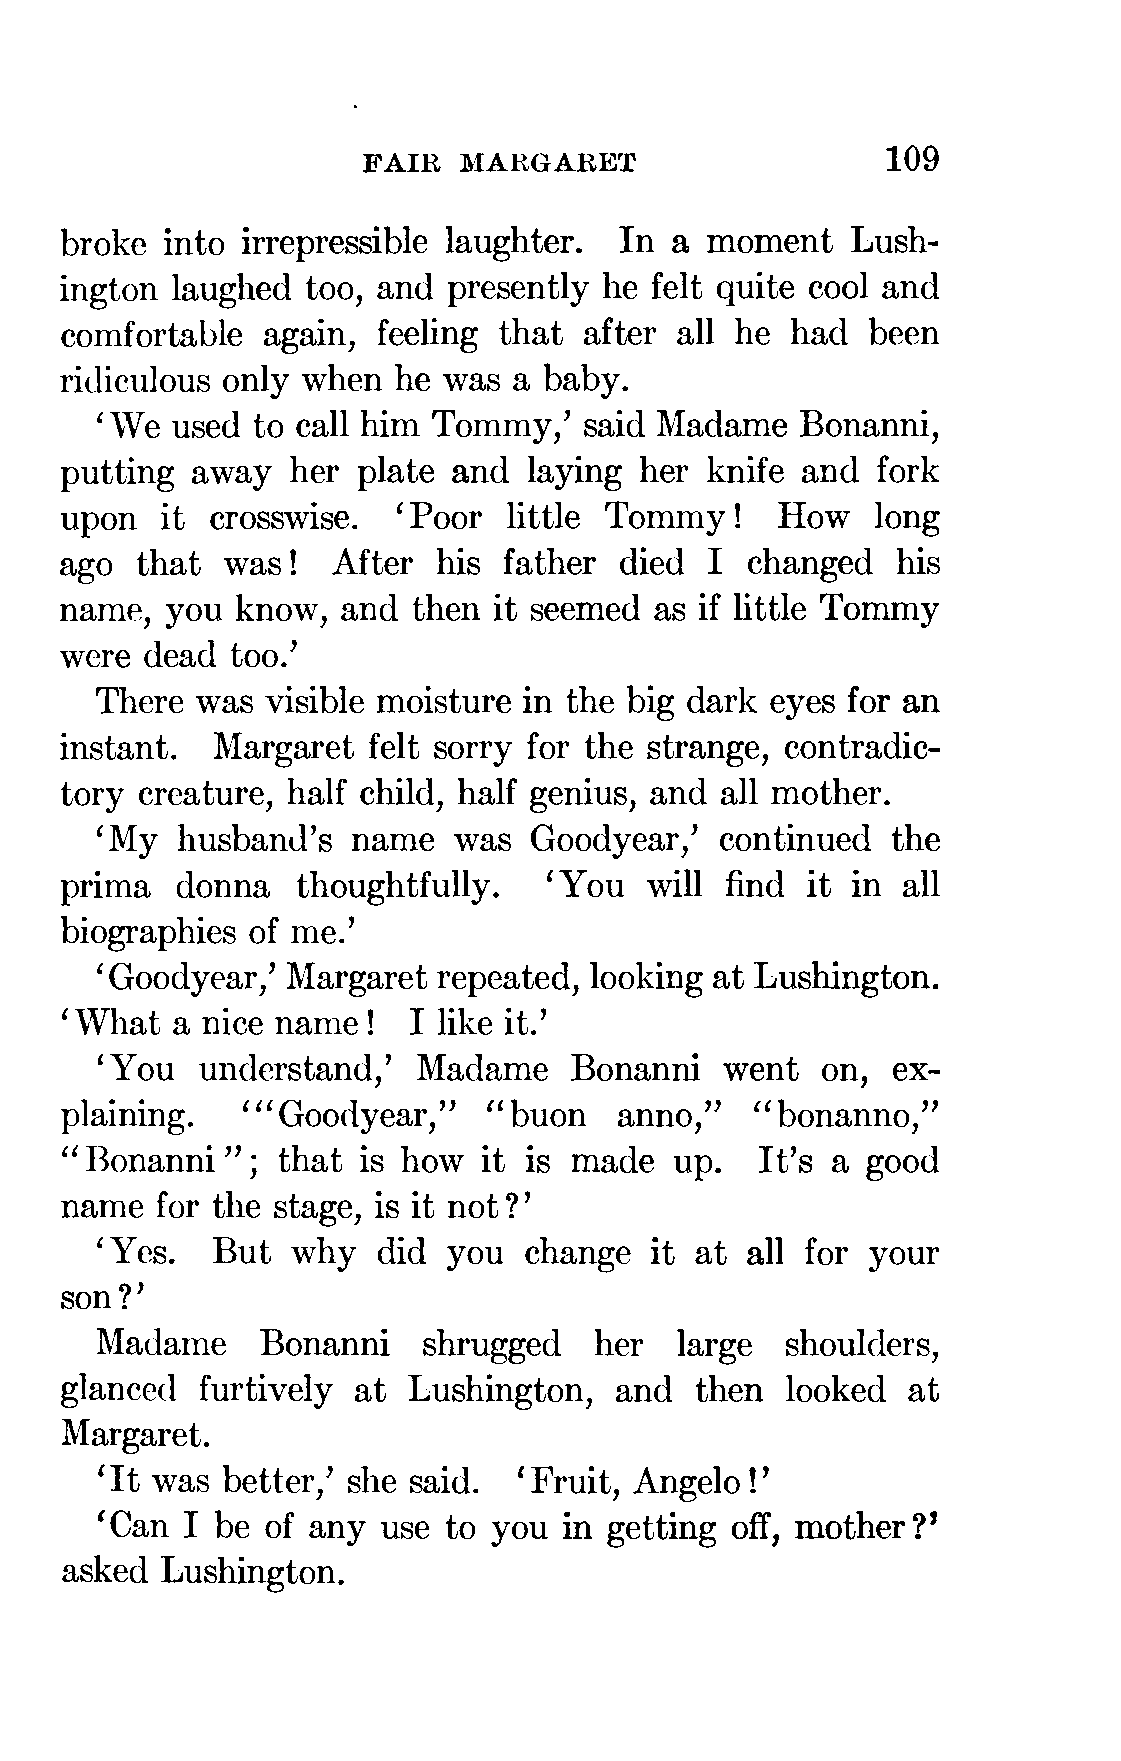 FAIR MARGARET 109
broke into irrepressible laughter. In a moment Lush-
ington laughed too, and presently he felt quite cool and
comfortable again, feeling that after all he had been
ridiculous only when he was a baby.
‘We used to call him Tommy,’ said Madame Bonanni,
putting away her plate and laying her knife and fork
upon it crosswise. ‘Poor little Tommy! How long
ago that was! After his father died I changed his
name, you know, and then it seemed as if little Tommy
were dead too.’
There was visible moisture in the big dark eyes for an
instant. Margaret felt sorry for the strange, contradic-
tory creature, half child, half genius, and all mother.
‘My husband’s name was Goodyear,’ continued the
prima donna thoughtfully. ‘You will find it in all
biographies of me.’
‘Goodyear,’ Margaret repeated, looking at Lushington.
‘What a nice name! I like it.’
‘You understand,’ Madame Bonanni went on, ex-
plaining. ‘“Goodyear,” “buon anno,” “bonanno,”
“Bonanni”; that is how it is made up. It’s a good
name for the stage, is it not?’
‘Yes. But why did you change it at all for your
son?’
Madame Bonanni shrugged her large shoulders,
glanced furtively at Lushington, and then looked at
Margaret.
‘It was better,’ she said. ‘Fruit, Angelo!’
‘Can I be of any use to you in getting off, mother?’
asked Lushington.